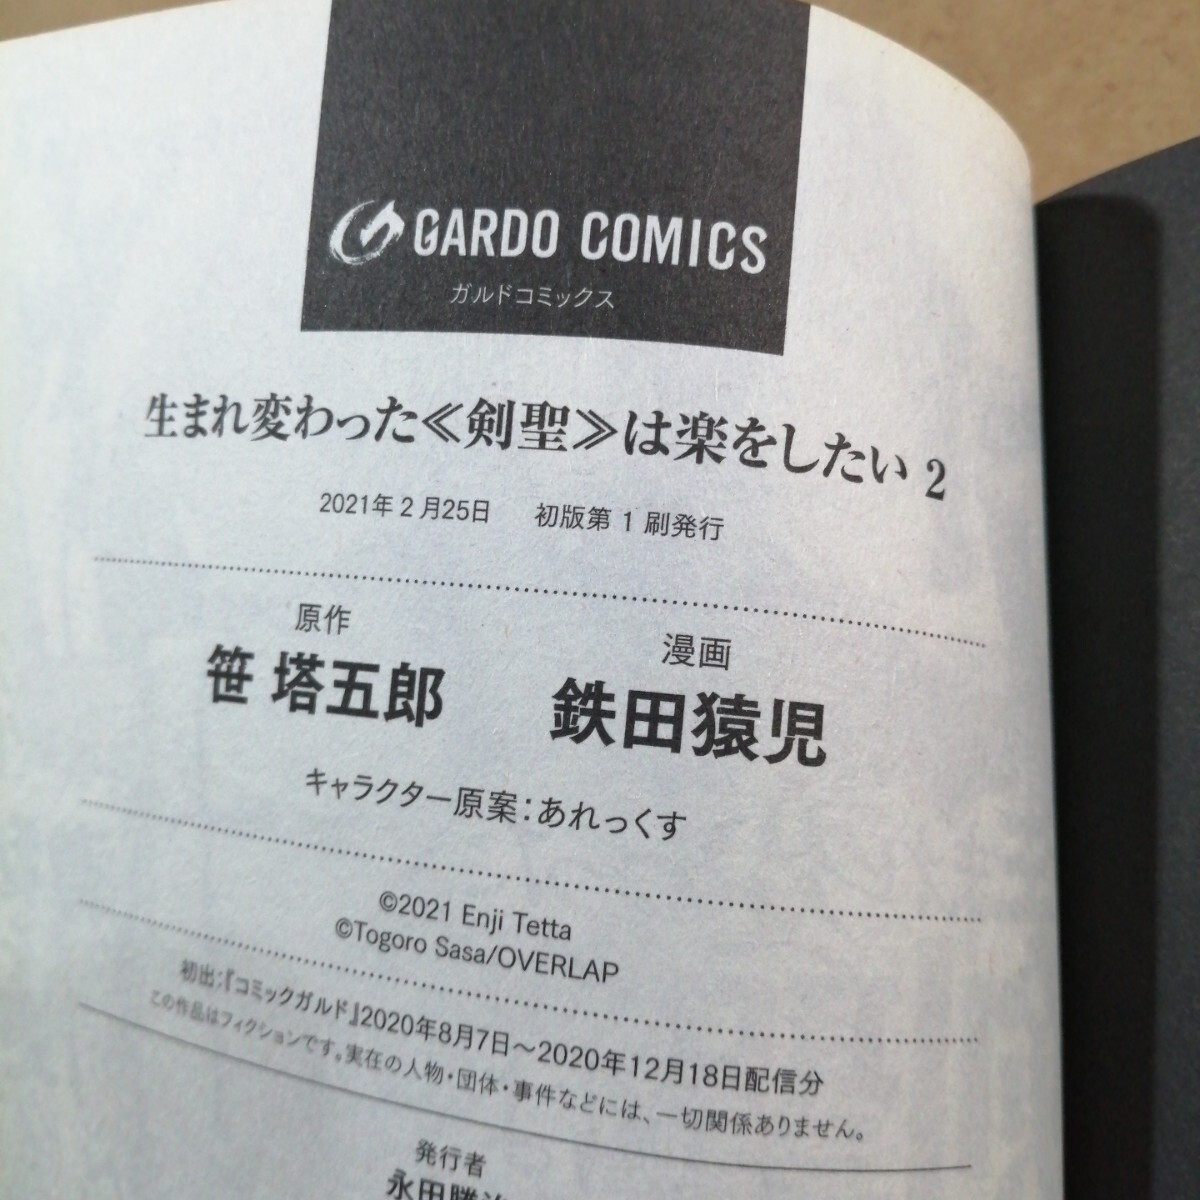 GARDO COMICS
ガルドコミックス
生まれ変わった≪剣聖≫は楽をしたい 2
2021年2月25日 初版第1刷発行
原作
笹 塔五郎
漫画
鉄田猿児
キャラクター原案：あれっくす
©2021 Enji Tetta
©Togoro Sasa/OVERLAP
初出：『コミックガルド』2020年8月7日～2020年12月18日配信分
この作品はフィクションです。実在の人物・団体・事件などには、一切関係ありません。
発行者
永田勝治